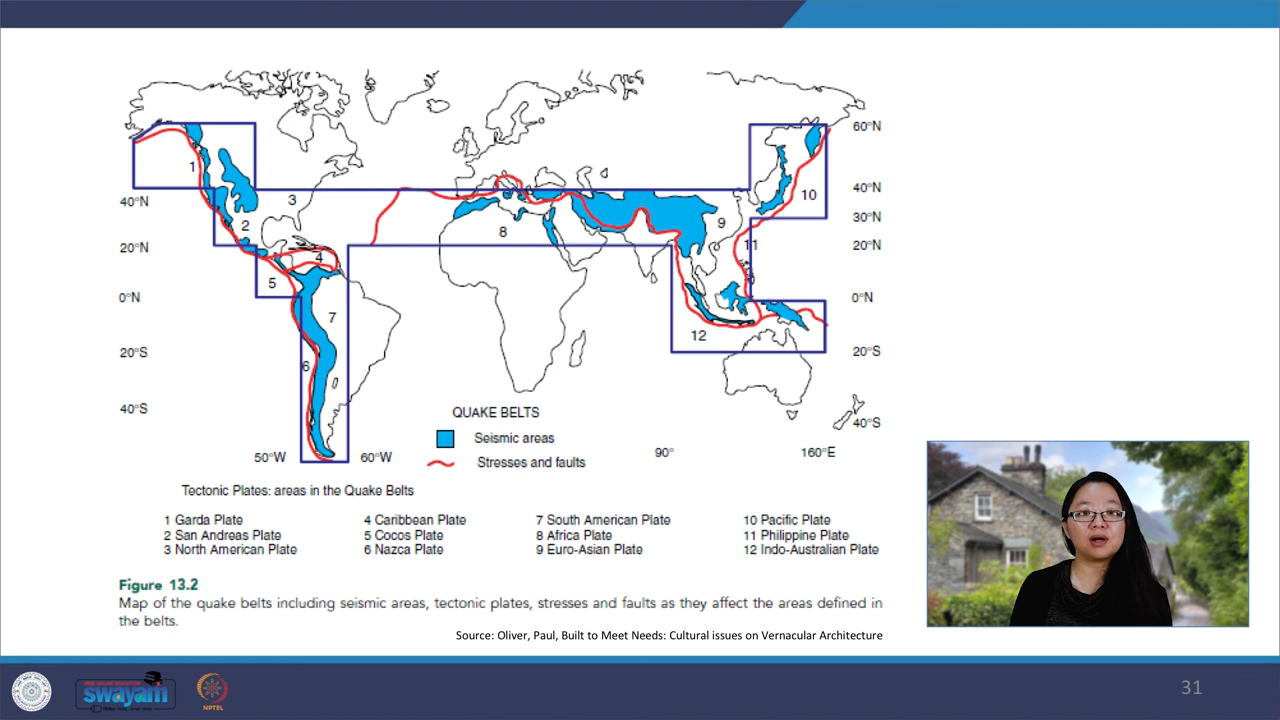 60°N
1
10
40°N
3
40°N
30°N
2
9
8
20°N
11
20°N
4
5
0°N
0°N
7
12
20°S
20°S
6
40°S
QUAKE BELTS
40°S
Seismic areas
50°W
60°W
Stresses and faults
90°
160°E
Tectonic Plates: areas in the Quake Belts
1 Garda Plate
2 San Andreas Plate
3 North American Plate
4 Caribbean Plate
5 Cocos Plate
6 Nazca Plate
7 South American Plate
8 Africa Plate
9 Euro-Asian Plate
10 Pacific Plate
11 Philippine Plate
12 Indo-Australian Plate
Figure 13.2
Map of the quake belts including seismic areas, tectonic plates, stresses and faults as they affect the areas defined in
the belts.
Source: Oliver, Paul, Built to Meet Needs: Cultural issues on Vernacular Architecture
swayam
NPTEL
31